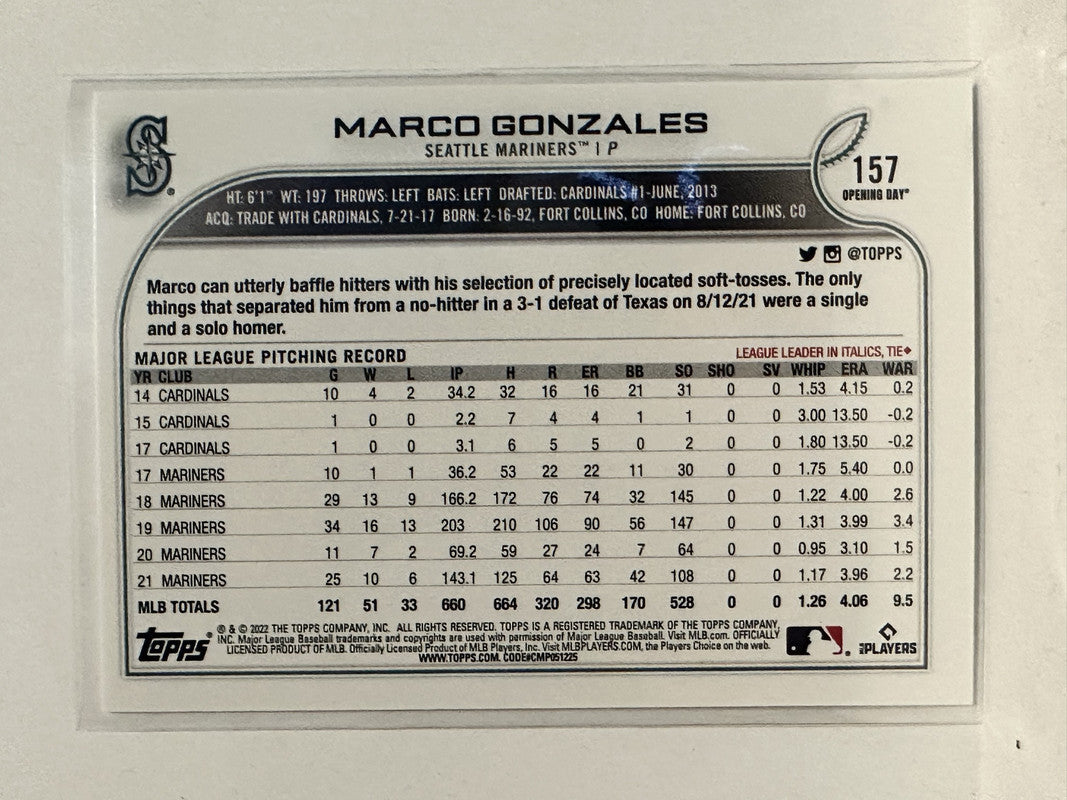 MARCO GONZALES
SEATTLE MARINERS™ | P
157
OPENING DAY®
HT: 6'1" WT: 197 THROWS: LEFT BATS: LEFT DRAFTED: CARDINALS #1-JUNE, 2013
ACQ: TRADE WITH CARDINALS, 7-21-17 BORN: 2-16-92, FORT COLLINS, CO HOME: FORT COLLINS, CO
@TOPPS
Marco can utterly baffle hitters with his selection of precisely located soft-tosses. The only
things that separated him from a no-hitter in a 3-1 defeat of Texas on 8/12/21 were a single
and a solo homer.
MAJOR LEAGUE PITCHING RECORD LEAGUE LEADER IN ITALICS, TIE◆
YR CLUB G W L IP H R ER BB SO SHO SV WHIP ERA WAR
14 CARDINALS 10 4 2 34.2 32 16 16 21 31 0 0 1.53 4.15 0.2
15 CARDINALS 1 0 0 2.2 7 4 4 1 1 0 0 3.00 13.50 -0.2
17 CARDINALS 1 0 0 3.1 6 5 5 0 2 0 0 1.80 13.50 -0.2
17 MARINERS 10 1 1 36.2 53 22 22 11 30 0 0 1.75 5.40 0.0
18 MARINERS 29 13 9 166.2 172 76 74 32 145 0 0 1.22 4.00 2.6
19 MARINERS 34 16 13 203 210 106 90 56 147 0 0 1.31 3.99 3.4
20 MARINERS 11 7 2 69.2 59 27 24 7 64 0 0 0.95 3.10 1.5
21 MARINERS 25 10 6 143.1 125 64 63 42 108 0 0 1.17 3.96 2.2
MLB TOTALS 121 51 33 660 664 320 298 170 528 0 0 1.26 4.06 9.5
Topps®
® & © 2022 THE TOPPS COMPANY, INC. ALL RIGHTS RESERVED. TOPPS IS A REGISTERED TRADEMARK OF THE TOPPS COMPANY,
INC. Major League Baseball trademarks and copyrights are used with permission of Major League Baseball. Visit MLB.com. OFFICIALLY
LICENSED PRODUCT OF MLB. Officially Licensed Product of MLB Players, Inc. Visit MLBPLAYERS.COM, the Players Choice on the web.
WWW.TOPPS.COM. CODE#CMP051225
MLB PLAYERS